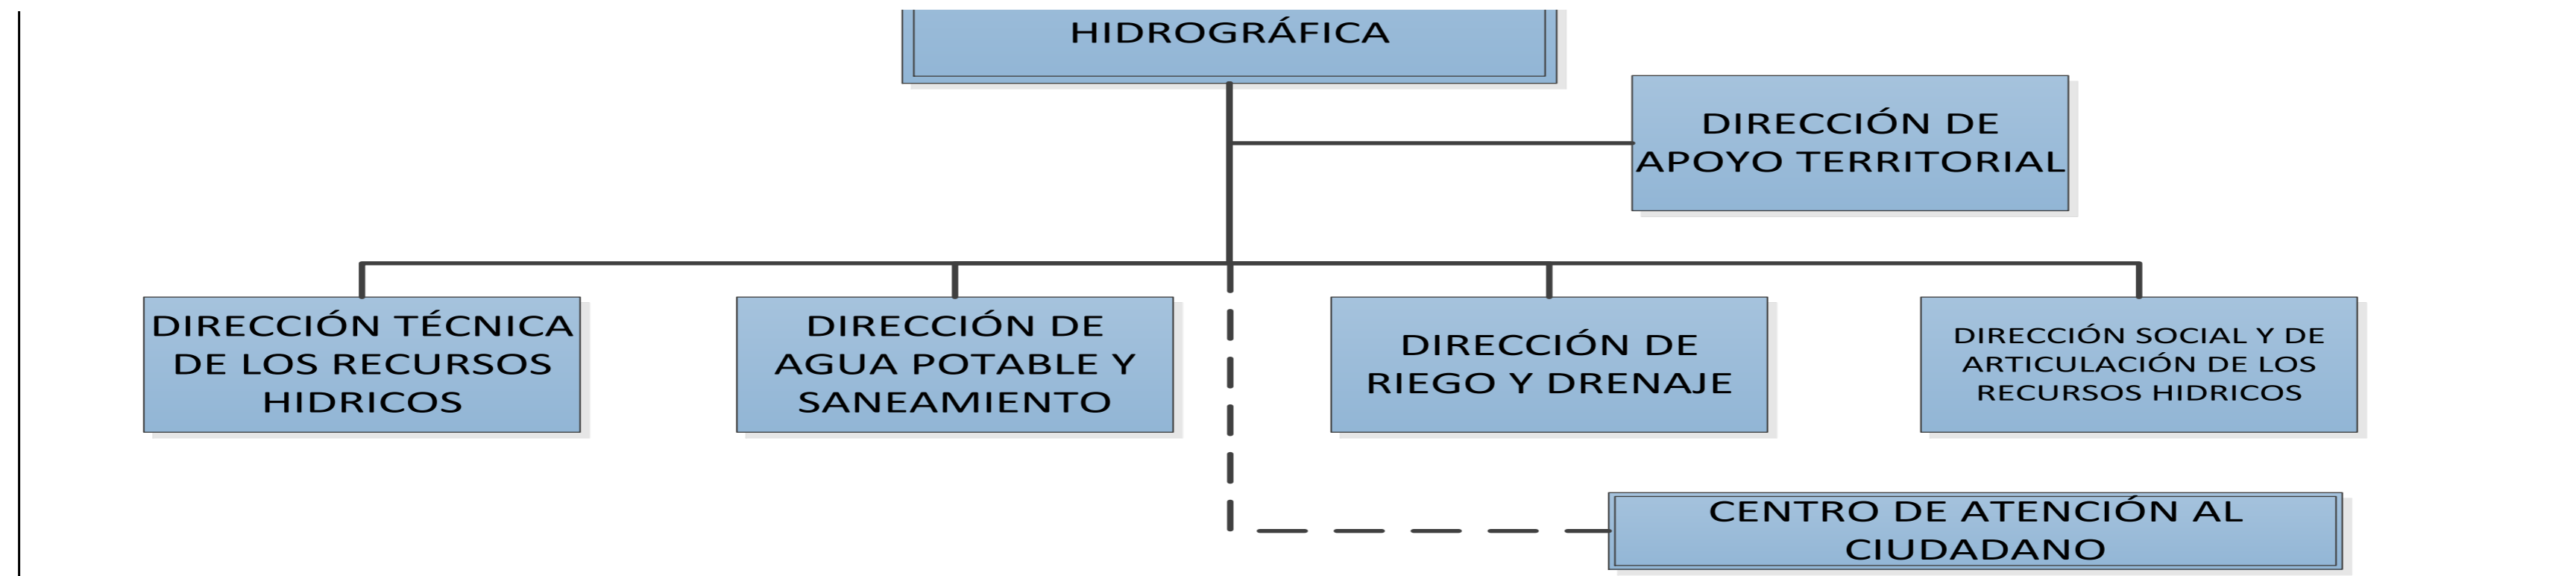 HIDROGRÁFICA
DIRECCIÓN DE
APOYO TERRITORIAL
DIRECCIÓN TÉCNICA
DE LOS RECURSOS
HIDRICOS
DIRECCIÓN DE
AGUA POTABLE Y
SANEAMIENTO
DIRECCIÓN DE
RIEGO Y DRENAJE
DIRECCIÓN SOCIAL Y DE
ARTICULACIÓN DE LOS
RECURSOS HIDRICOS
CENTRO DE ATENCIÓN AL
CIUDADANO